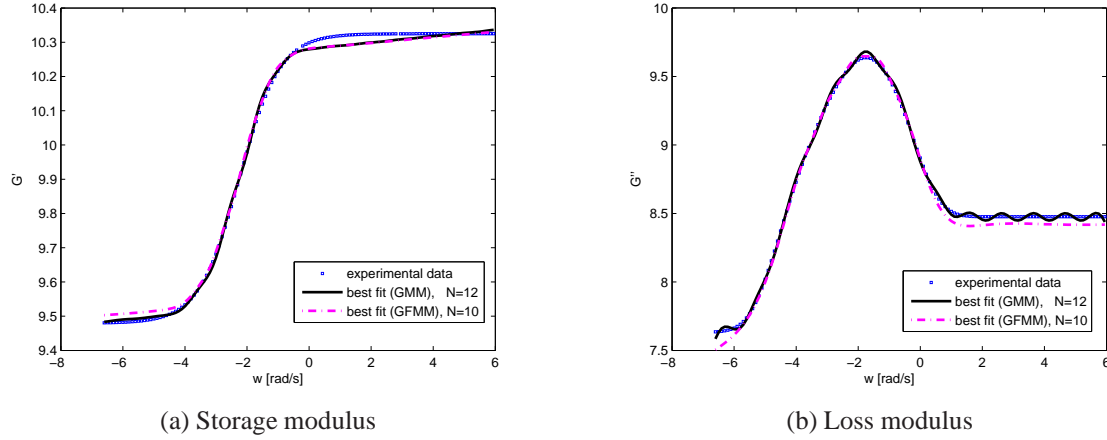 10.4
10.3
10.2
10.1
10
9.9
9.8
9.7
9.6
9.5
9.4
G'
−8 −6 −4 −2 0 2 4 6
w [rad/s]
experimental data
best fit (GMM), N=12
best fit (GFMM), N=10
(a) Storage modulus
10
9.5
9
8.5
8
7.5
G''
−8 −6 −4 −2 0 2 4 6
w [rad/s]
experimental data
best fit (GMM), N=12
best fit (GFMM), N=10
(b) Loss modulus